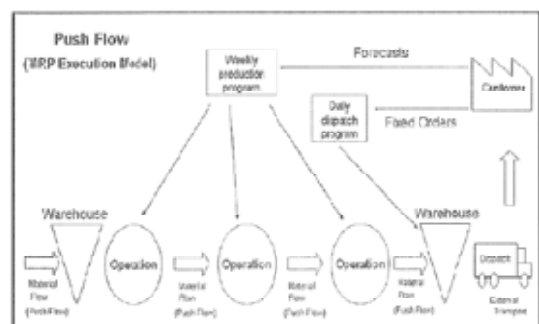 Push Flow
(MRP Execution Model)
Weekly
production
program
Forecasts
Customer
Daily
dispatch
program
Fixed Orders
Warehouse
Warehouse
Operation
Operation
Operation
Dispatch
Material
Flow
(Push Flow)
Material
Flow
(Push Flow)
Material
Flow
(Push Flow)
Material
Flow
(Push Flow)
External
Transport